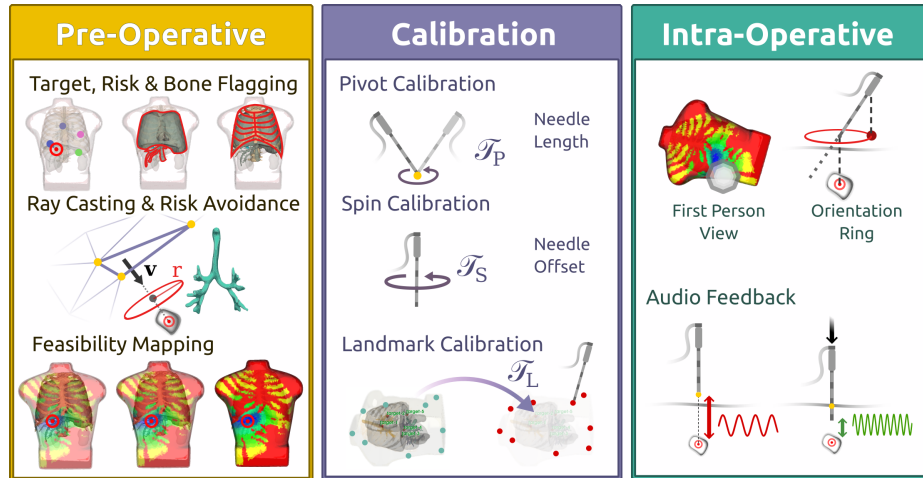 Pre-Operative
Target, Risk & Bone Flagging
Ray Casting & Risk Avoidance
v
r
Feasibility Mapping
Calibration
Pivot Calibration
Needle
Length
𝒯P
Spin Calibration
Needle
Offset
𝒯S
Landmark Calibration
𝒯L
Intra-Operative
First Person
View
Orientation
Ring
Audio Feedback